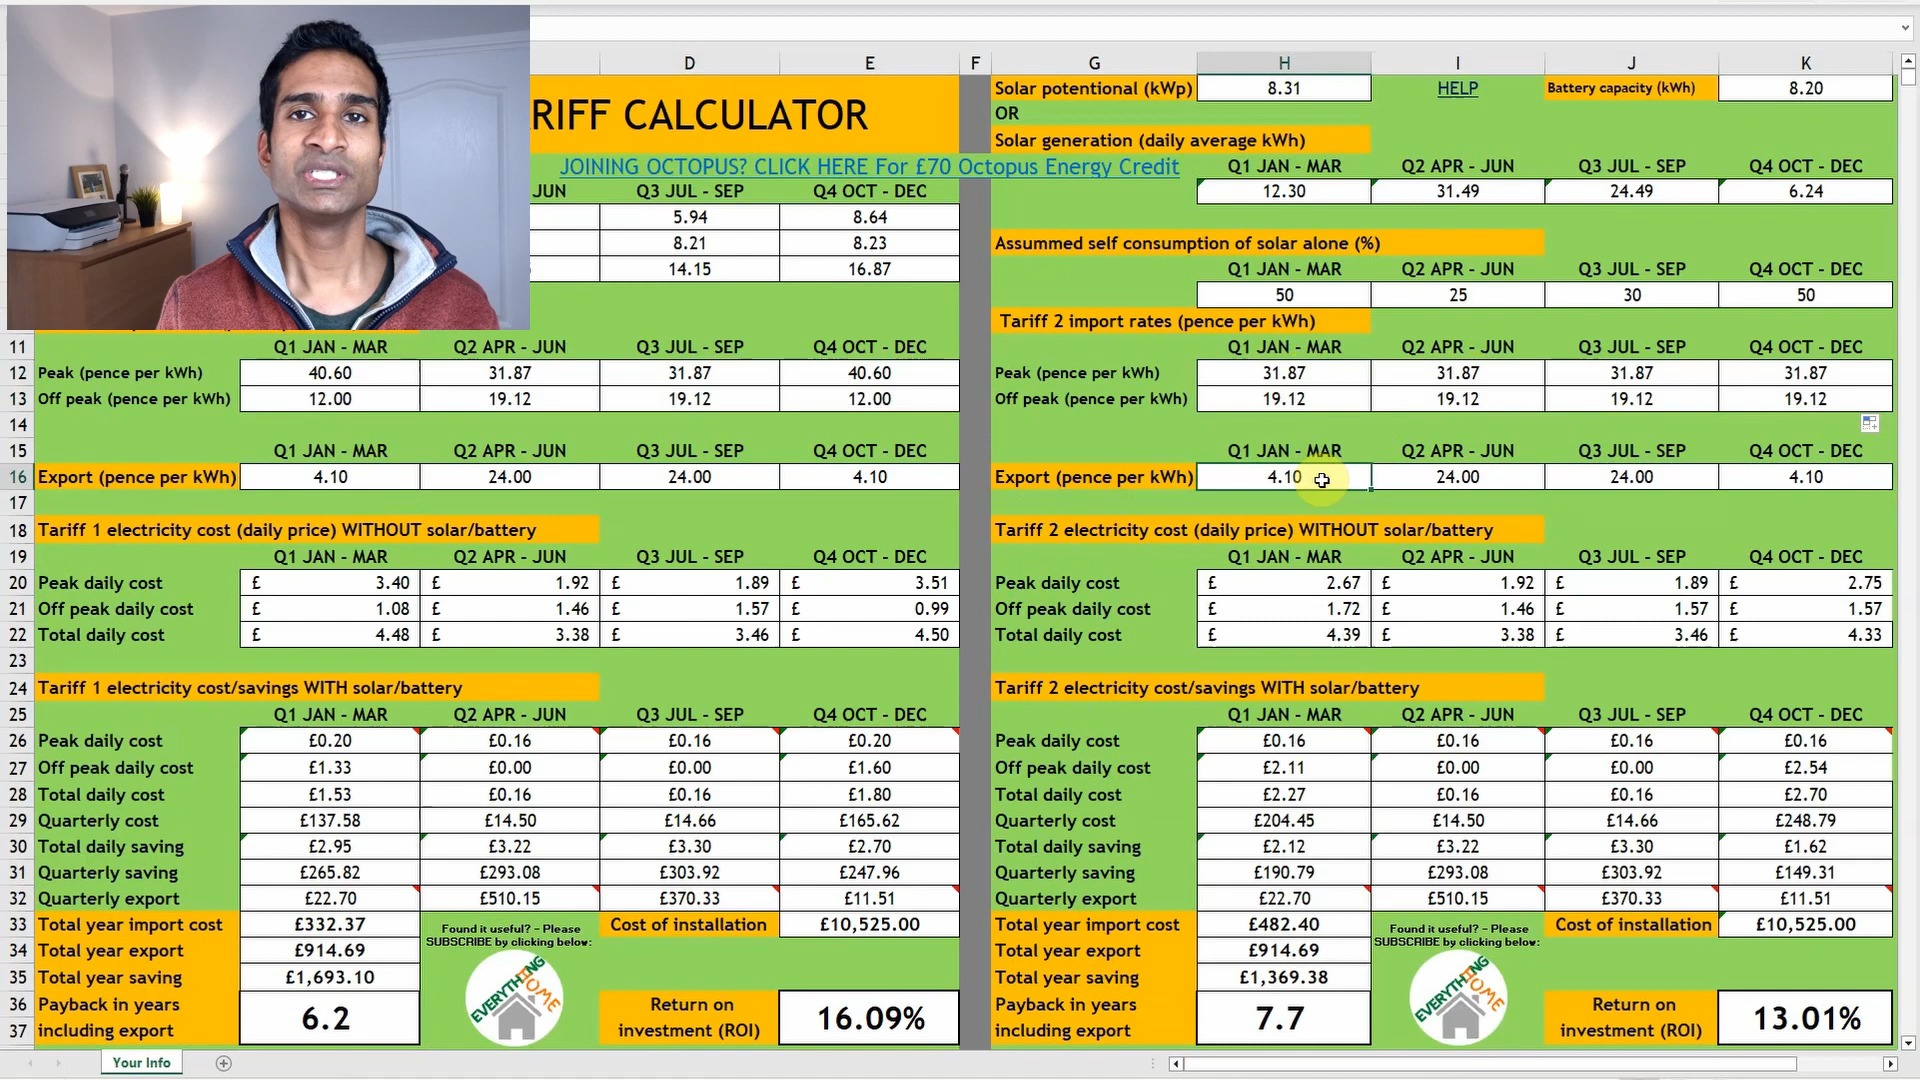 D E F G H I J K
RIFF CALCULATOR
Solar potentional (kWp) 8.31 HELP Battery capacity (kWh) 8.20
OR
Solar generation (daily average kWh)
JOINING OCTOPUS? CLICK HERE For £70 Octopus Energy Credit
Q1 JAN - MAR Q2 APR - JUN Q3 JUL - SEP Q4 OCT - DEC
JUN Q3 JUL - SEP Q4 OCT - DEC
12.30 31.49 24.49 6.24
5.94 8.64
8.21 8.23
14.15 16.87
Assummed self consumption of solar alone (%)
Q1 JAN - MAR Q2 APR - JUN Q3 JUL - SEP Q4 OCT - DEC
50 25 30 50
Tariff 2 import rates (pence per kWh)
11 Q1 JAN - MAR Q2 APR - JUN Q3 JUL - SEP Q4 OCT - DEC Q1 JAN - MAR Q2 APR - JUN Q3 JUL - SEP Q4 OCT - DEC
12 Peak (pence per kWh) 40.60 31.87 31.87 40.60 Peak (pence per kWh) 31.87 31.87 31.87 31.87
13 Off peak (pence per kWh) 12.00 19.12 19.12 12.00 Off peak (pence per kWh) 19.12 19.12 19.12 19.12
14
15 Q1 JAN - MAR Q2 APR - JUN Q3 JUL - SEP Q4 OCT - DEC Q1 JAN - MAR Q2 APR - JUN Q3 JUL - SEP Q4 OCT - DEC
16 Export (pence per kWh) 4.10 24.00 24.00 4.10 Export (pence per kWh) 4.10 24.00 24.00 4.10
17
18 Tariff 1 electricity cost (daily price) WITHOUT solar/battery Tariff 2 electricity cost (daily price) WITHOUT solar/battery
19 Q1 JAN - MAR Q2 APR - JUN Q3 JUL - SEP Q4 OCT - DEC Q1 JAN - MAR Q2 APR - JUN Q3 JUL - SEP Q4 OCT - DEC
20 Peak daily cost £ 3.40 £ 1.92 £ 1.89 £ 3.51 Peak daily cost £ 2.67 £ 1.92 £ 1.89 £ 2.75
21 Off peak daily cost £ 1.08 £ 1.46 £ 1.57 £ 0.99 Off peak daily cost £ 1.72 £ 1.46 £ 1.57 £ 1.57
22 Total daily cost £ 4.48 £ 3.38 £ 3.46 £ 4.50 Total daily cost £ 4.39 £ 3.38 £ 3.46 £ 4.33
23
24 Tariff 1 electricity cost/savings WITH solar/battery Tariff 2 electricity cost/savings WITH solar/battery
25 Q1 JAN - MAR Q2 APR - JUN Q3 JUL - SEP Q4 OCT - DEC Q1 JAN - MAR Q2 APR - JUN Q3 JUL - SEP Q4 OCT - DEC
26 Peak daily cost £0.20 £0.16 £0.16 £0.20 Peak daily cost £0.16 £0.16 £0.16 £0.16
27 Off peak daily cost £1.33 £0.00 £0.00 £1.60 Off peak daily cost £2.11 £0.00 £0.00 £2.54
28 Total daily cost £1.53 £0.16 £0.16 £1.80 Total daily cost £2.27 £0.16 £0.16 £2.70
29 Quarterly cost £137.58 £14.50 £14.66 £165.62 Quarterly cost £204.45 £14.50 £14.66 £248.79
30 Total daily saving £2.95 £3.22 £3.30 £2.70 Total daily saving £2.12 £3.22 £3.30 £1.62
31 Quarterly saving £265.82 £293.08 £303.92 £247.96 Quarterly saving £190.79 £293.08 £303.92 £149.31
32 Quarterly export £22.70 £510.15 £370.33 £11.51 Quarterly export £22.70 £510.15 £370.33 £11.51
33 Total year import cost £332.37 Found it useful? - Please Cost of installation £10,525.00 Total year import cost £482.40 Found it useful? - Please Cost of installation £10,525.00
SUBSCRIBE by clicking below: SUBSCRIBE by clicking below:
34 Total year export £914.69 Total year export £914.69
35 Total year saving £1,693.10 Total year saving £1,369.38
EVERYTHING HOME EVERYTHING HOME
36 Payback in years 6.2 Return on 16.09% Payback in years 7.7 Return on 13.01%
37 including export investment (ROI) including export investment (ROI)
Your Info